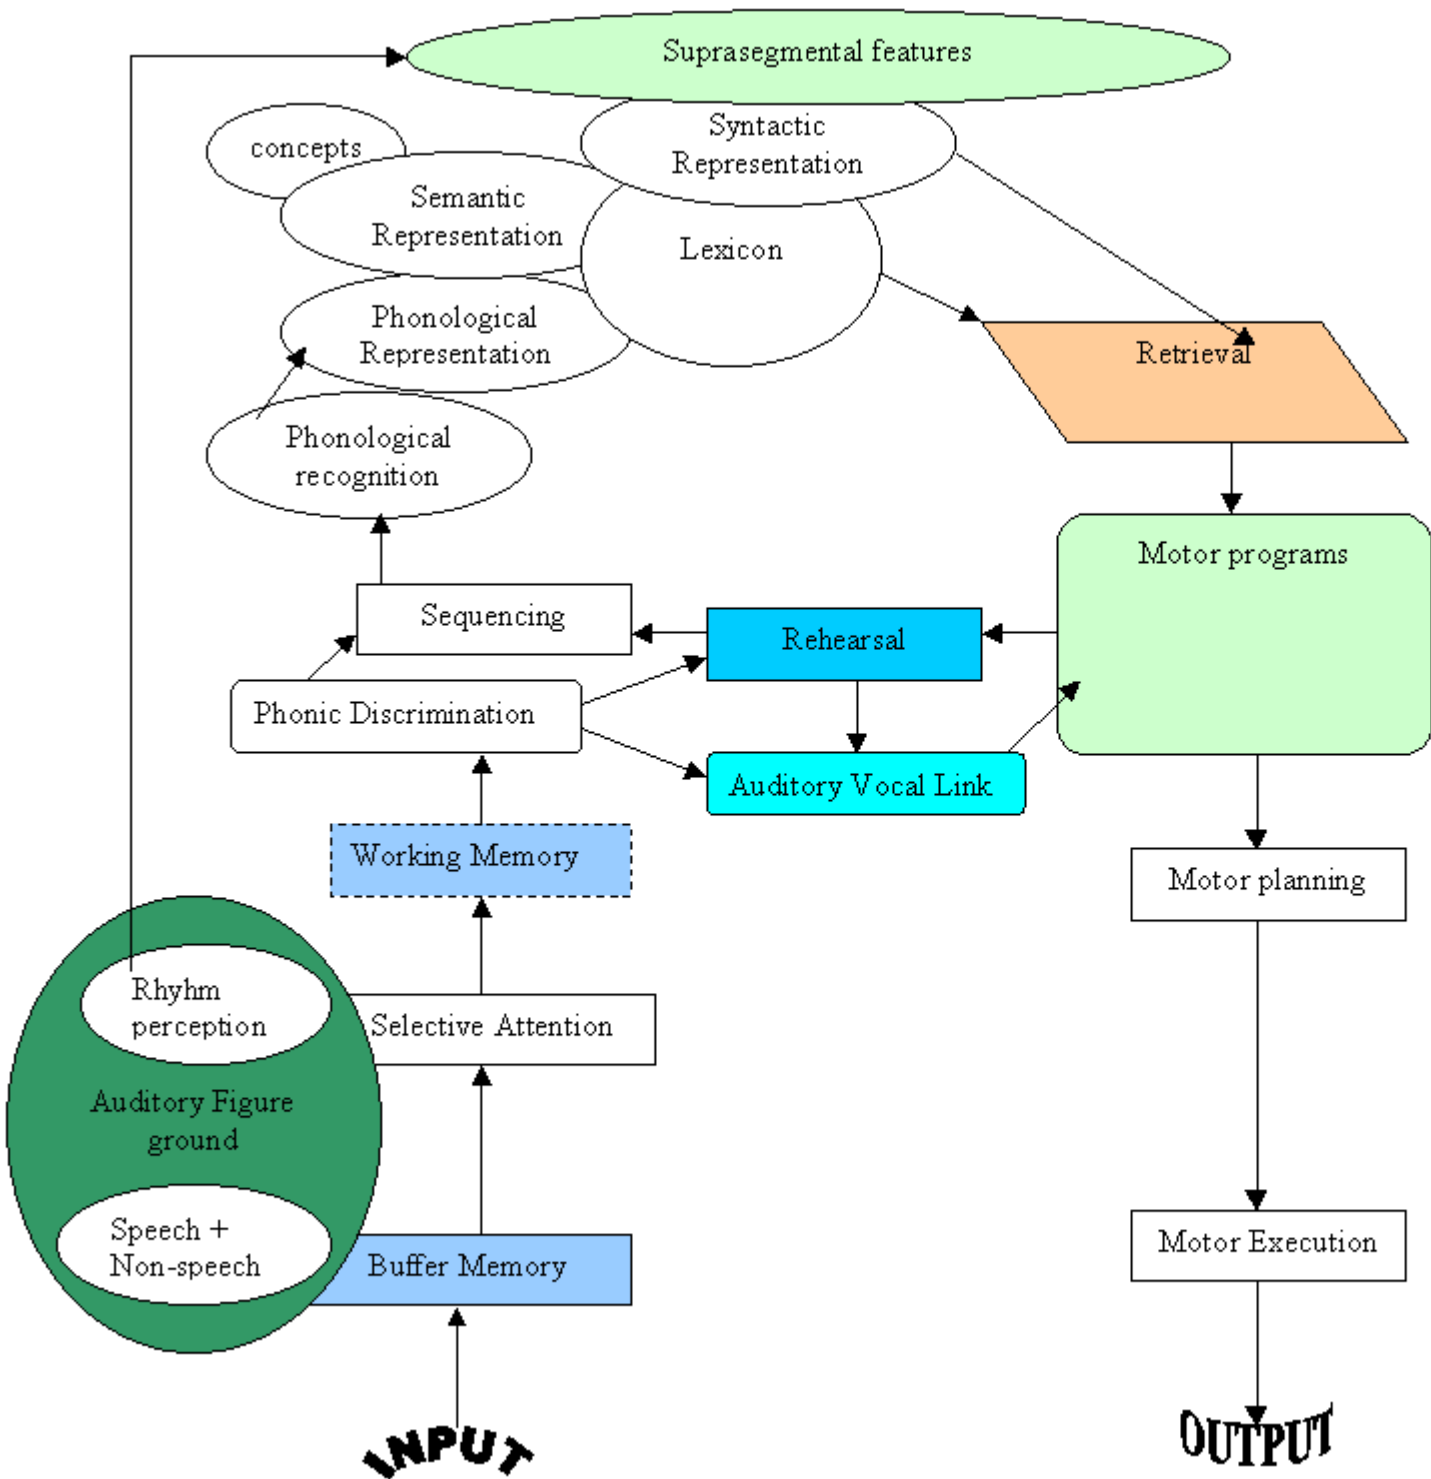 Suprasegmental features
concepts
Syntactic
Representation
Semantic
Representation
Lexicon
Phonological
Representation
Retrieval
Phonological
recognition
Motor programs
Sequencing
Rehearsal
Phonic Discrimination
Auditory Vocal Link
Working Memory
Motor planning
Rhyhm
perception
Selective Attention
Auditory Figure
ground
Speech +
Non-speech
Buffer Memory
Motor Execution
INPUT
OUTPUT